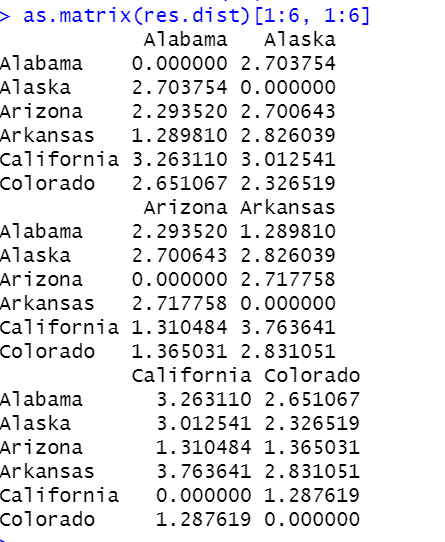 > as.matrix(res.dist)[1:6, 1:6]
            Alabama   Alaska
Alabama    0.000000 2.703754
Alaska     2.703754 0.000000
Arizona    2.293520 2.700643
Arkansas   1.289810 2.826039
California 3.263110 3.012541
Colorado   2.651067 2.326519
            Arizona Arkansas
Alabama    2.293520 1.289810
Alaska     2.700643 2.826039
Arizona    0.000000 2.717758
Arkansas   2.717758 0.000000
California 1.310484 3.763641
Colorado   1.365031 2.831051
           California Colorado
Alabama      3.263110 2.651067
Alaska       3.012541 2.326519
Arizona      1.310484 1.365031
Arkansas     3.763641 2.831051
California   0.000000 1.287619
Colorado     1.287619 0.000000